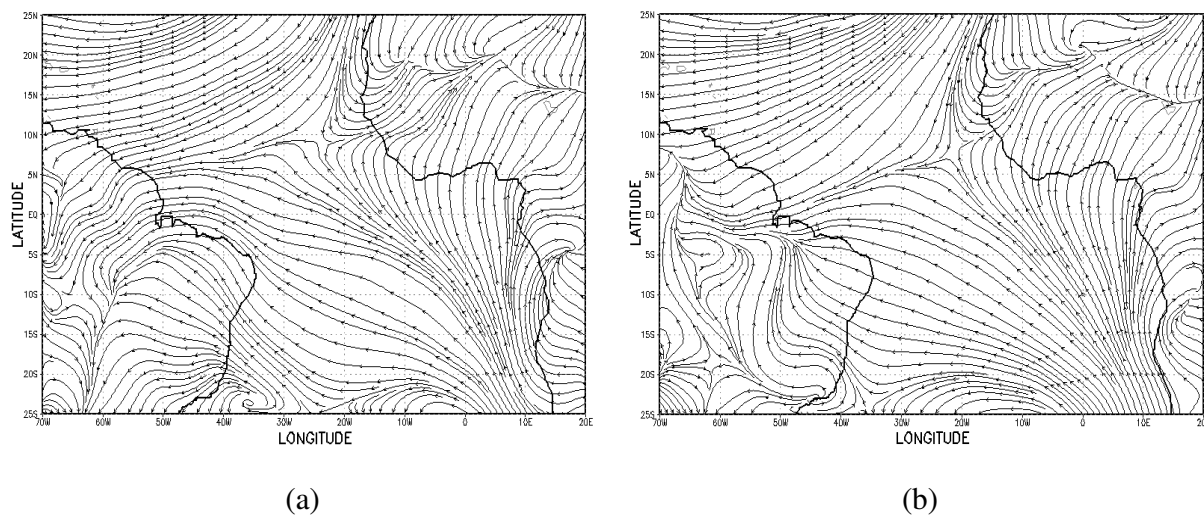 25N
20N
15N
10N
5N
EQ
5S
10S
15S
20S
25S
LATITUDE
70W 60W 50W 40W 30W 20W 10W 0 10E 20E
LONGITUDE
(a)
25N
20N
15N
10N
5N
EQ
5S
10S
15S
20S
25S
LATITUDE
70W 60W 50W 40W 30W 20W 10W 0 10E 20E
LONGITUDE
(b)